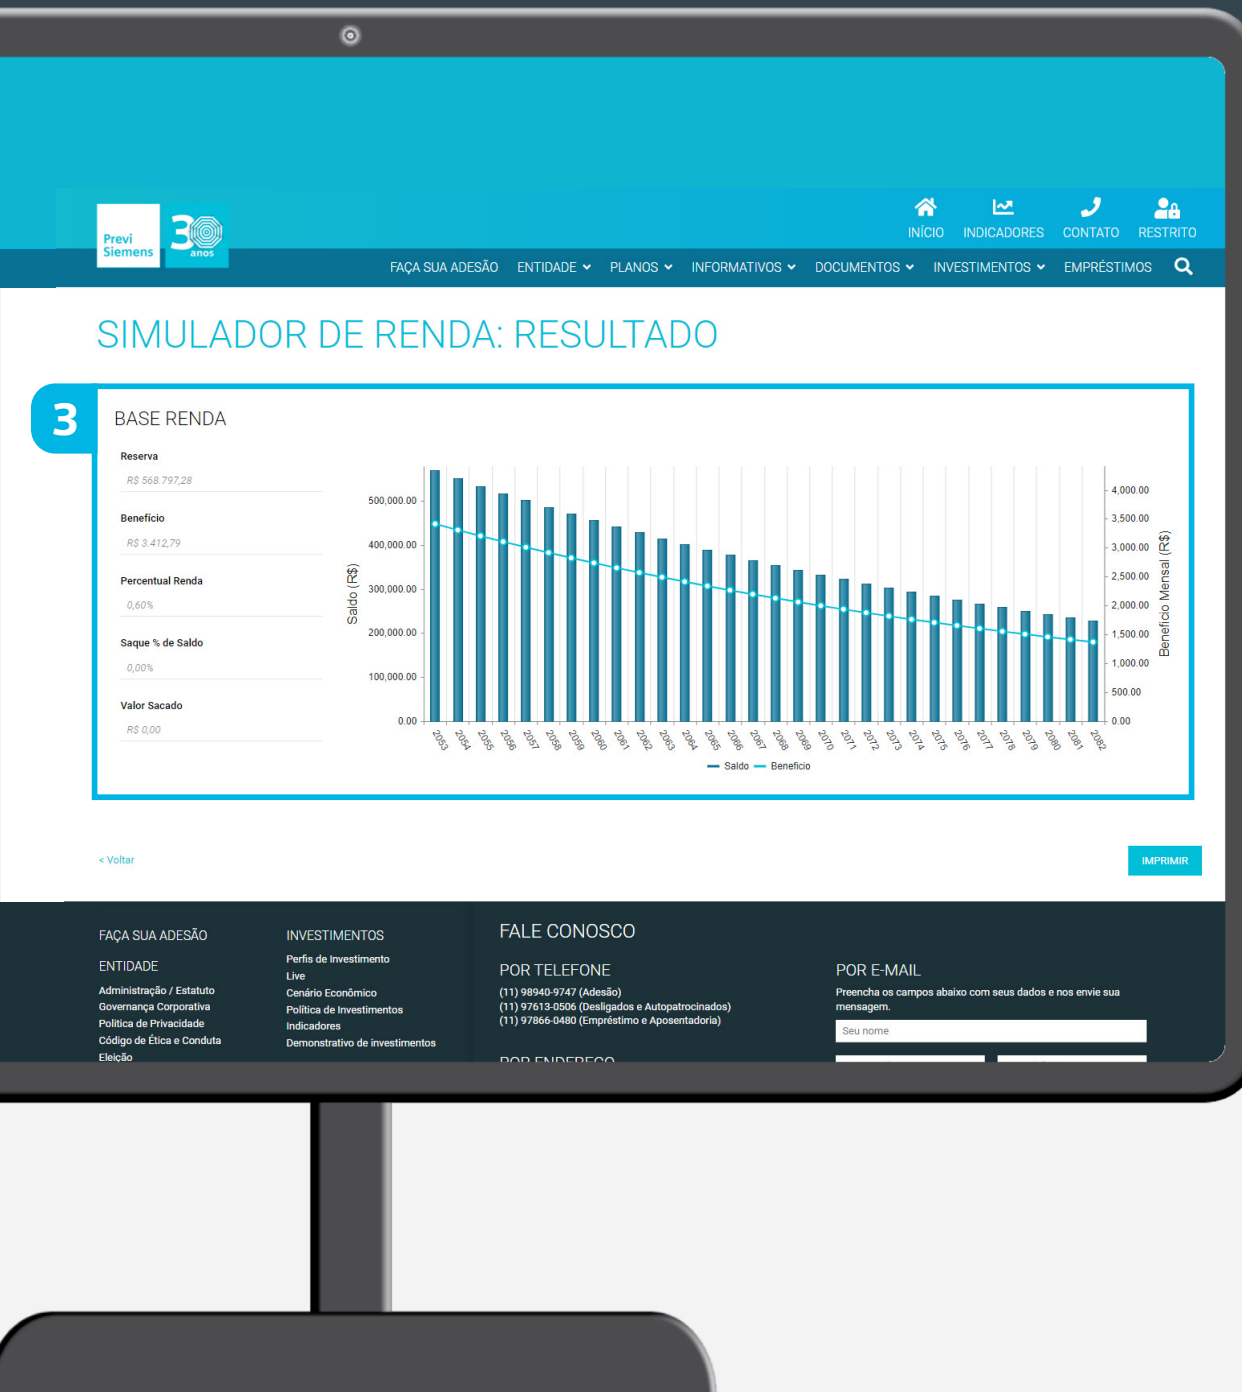 INÍCIO INDICADORES CONTATO RESTRITO
Previ
Siemens
30
anos
FAÇA SUA ADESÃO ENTIDADE PLANOS INFORMATIVOS DOCUMENTOS INVESTIMENTOS EMPRÉSTIMOS
SIMULADOR DE RENDA: RESULTADO
3
BASE RENDA
Reserva
R$ 568.797,28
Benefício
R$ 3.412,79
Percentual Renda
0,60%
Saque % de Saldo
0,00%
Valor Sacado
R$ 0,00
Saldo (R$)
500,000.00
400,000.00
300,000.00
200,000.00
100,000.00
0.00
4,000.00
3,500.00
3,000.00
2,500.00
2,000.00
1,500.00
1,000.00
500.00
0.00
Beneficio Mensal (R$)
2053 2054 2055 2056 2057 2058 2059 2060 2061 2062 2063 2064 2065 2066 2067 2068 2069 2070 2071 2072 2073 2074 2075 2076 2077 2078 2079 2080 2081 2082
Saldo Beneficio
< Voltar
IMPRIMIR
FAÇA SUA ADESÃO
ENTIDADE
Administração / Estatuto
Governança Corporativa
Politica de Privacidade
Código de Ética e Conduta
Eleição
INVESTIMENTOS
Perfis de Investimento
Live
Cenário Econômico
Política de Investimentos
Indicadores
Demonstrativo de investimentos
FALE CONOSCO
POR TELEFONE
(11) 98940-9747 (Adesão)
(11) 97613-0506 (Desligados e Autopatrocinados)
(11) 97866-0480 (Empréstimo e Aposentadoria)
POR ENDEREÇO
POR E-MAIL
Preencha os campos abaixo com seus dados e nos envie sua
mensagem.
Seu nome